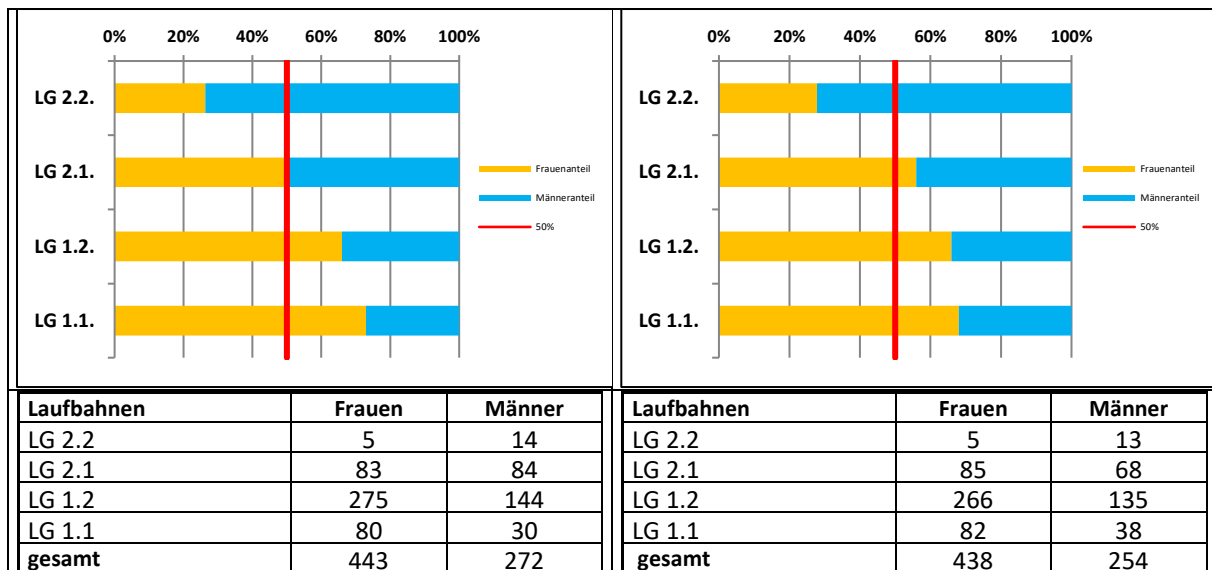 0% 20% 40% 60% 80% 100%
LG 2.2.
LG 2.1.
LG 1.2.
LG 1.1.
Frauenanteil
Männeranteil
50%
0% 20% 40% 60% 80% 100%
LG 2.2.
LG 2.1.
LG 1.2.
LG 1.1.
Frauenanteil
Männeranteil
50%
Laufbahnen Frauen Männer
LG 2.2 5 14
LG 2.1 83 84
LG 1.2 275 144
LG 1.1 80 30
gesamt 443 272
Laufbahnen Frauen Männer
LG 2.2 5 13
LG 2.1 85 68
LG 1.2 266 135
LG 1.1 82 38
gesamt 438 254